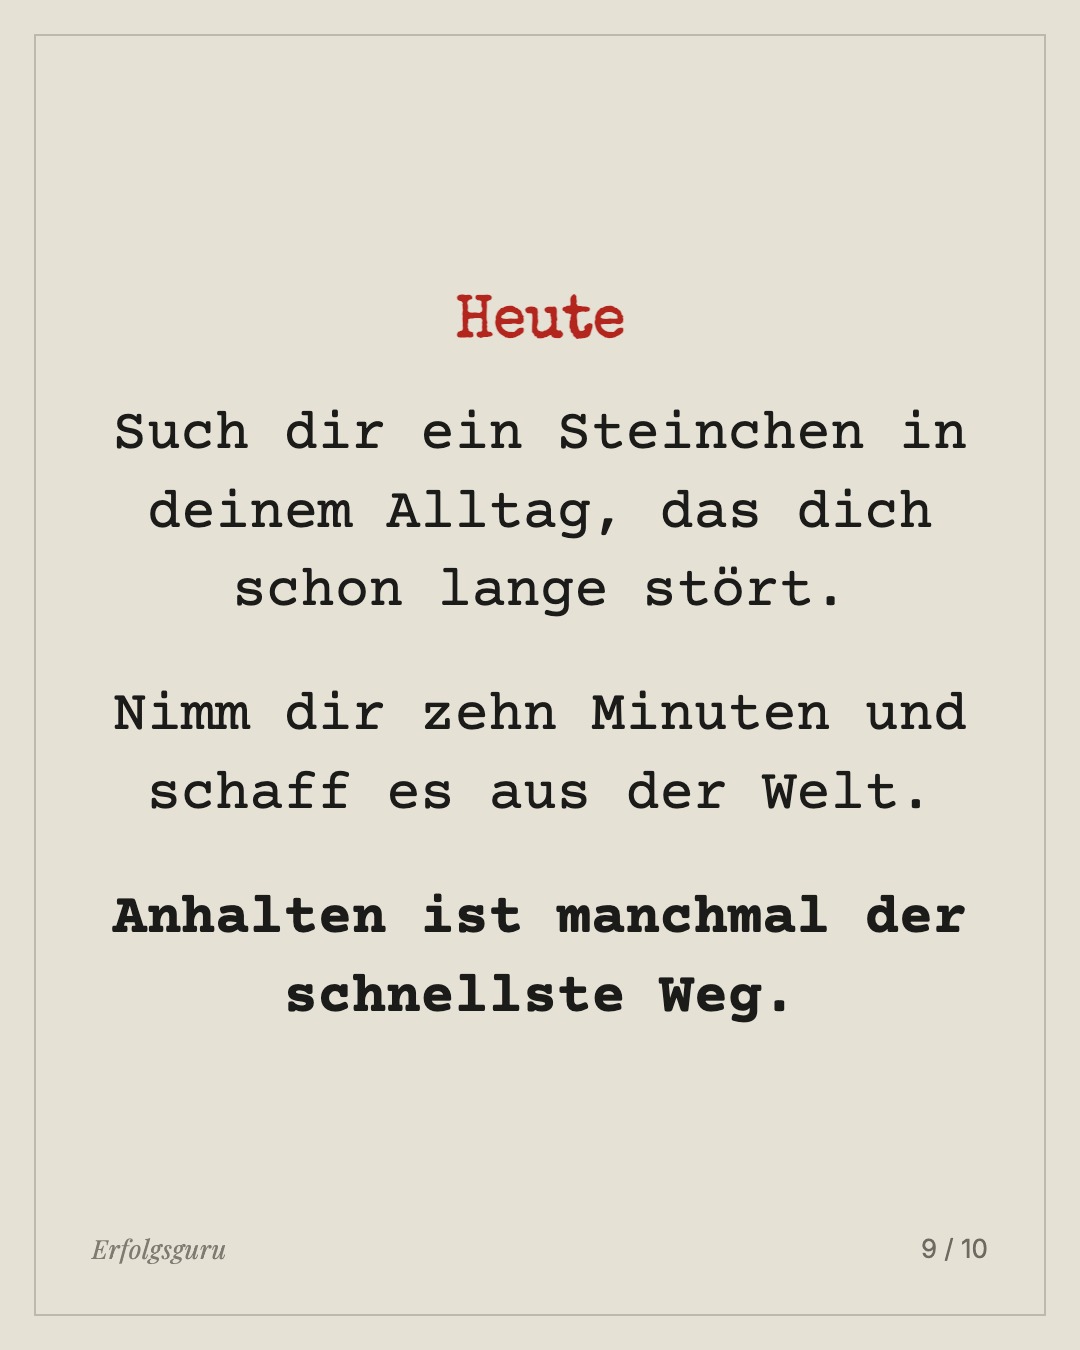 Heute
Such dir ein Steinchen in
deinem Alltag, das dich
schon lange stört.
Nimm dir zehn Minuten und
schaff es aus der Welt.
Anhalten ist manchmal der
schnellste Weg.
Erfolgsguru
9 / 10